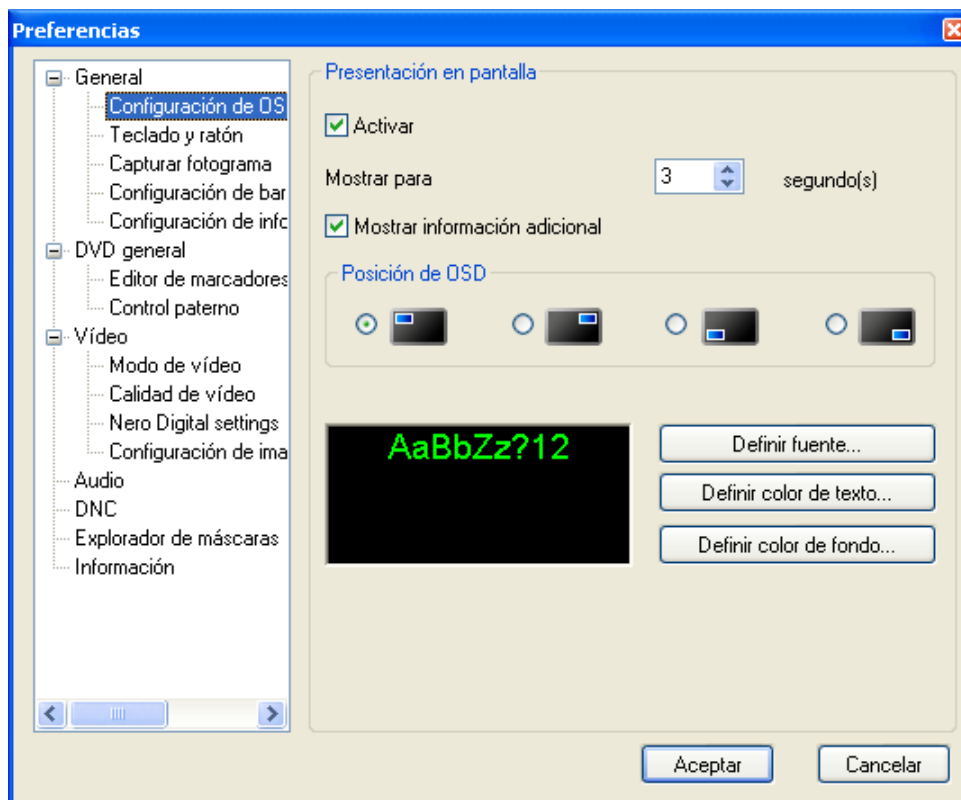 Preferencias
General
Configuración de OS
Teclado y ratón
Capturar fotograma
Configuración de bar
Configuración de infc
DVD general
Editor de marcadores
Control paterno
Vídeo
Modo de vídeo
Calidad de vídeo
Nero Digital settings
Configuración de ima
Audio
DNC
Explorador de máscaras
Información
Presentación en pantalla
Activar
Mostrar para 3 segundo(s)
Mostrar información adicional
Posición de OSD
AaBbZz?12
Definir fuente...
Definir color de texto...
Definir color de fondo...
Aceptar Cancelar